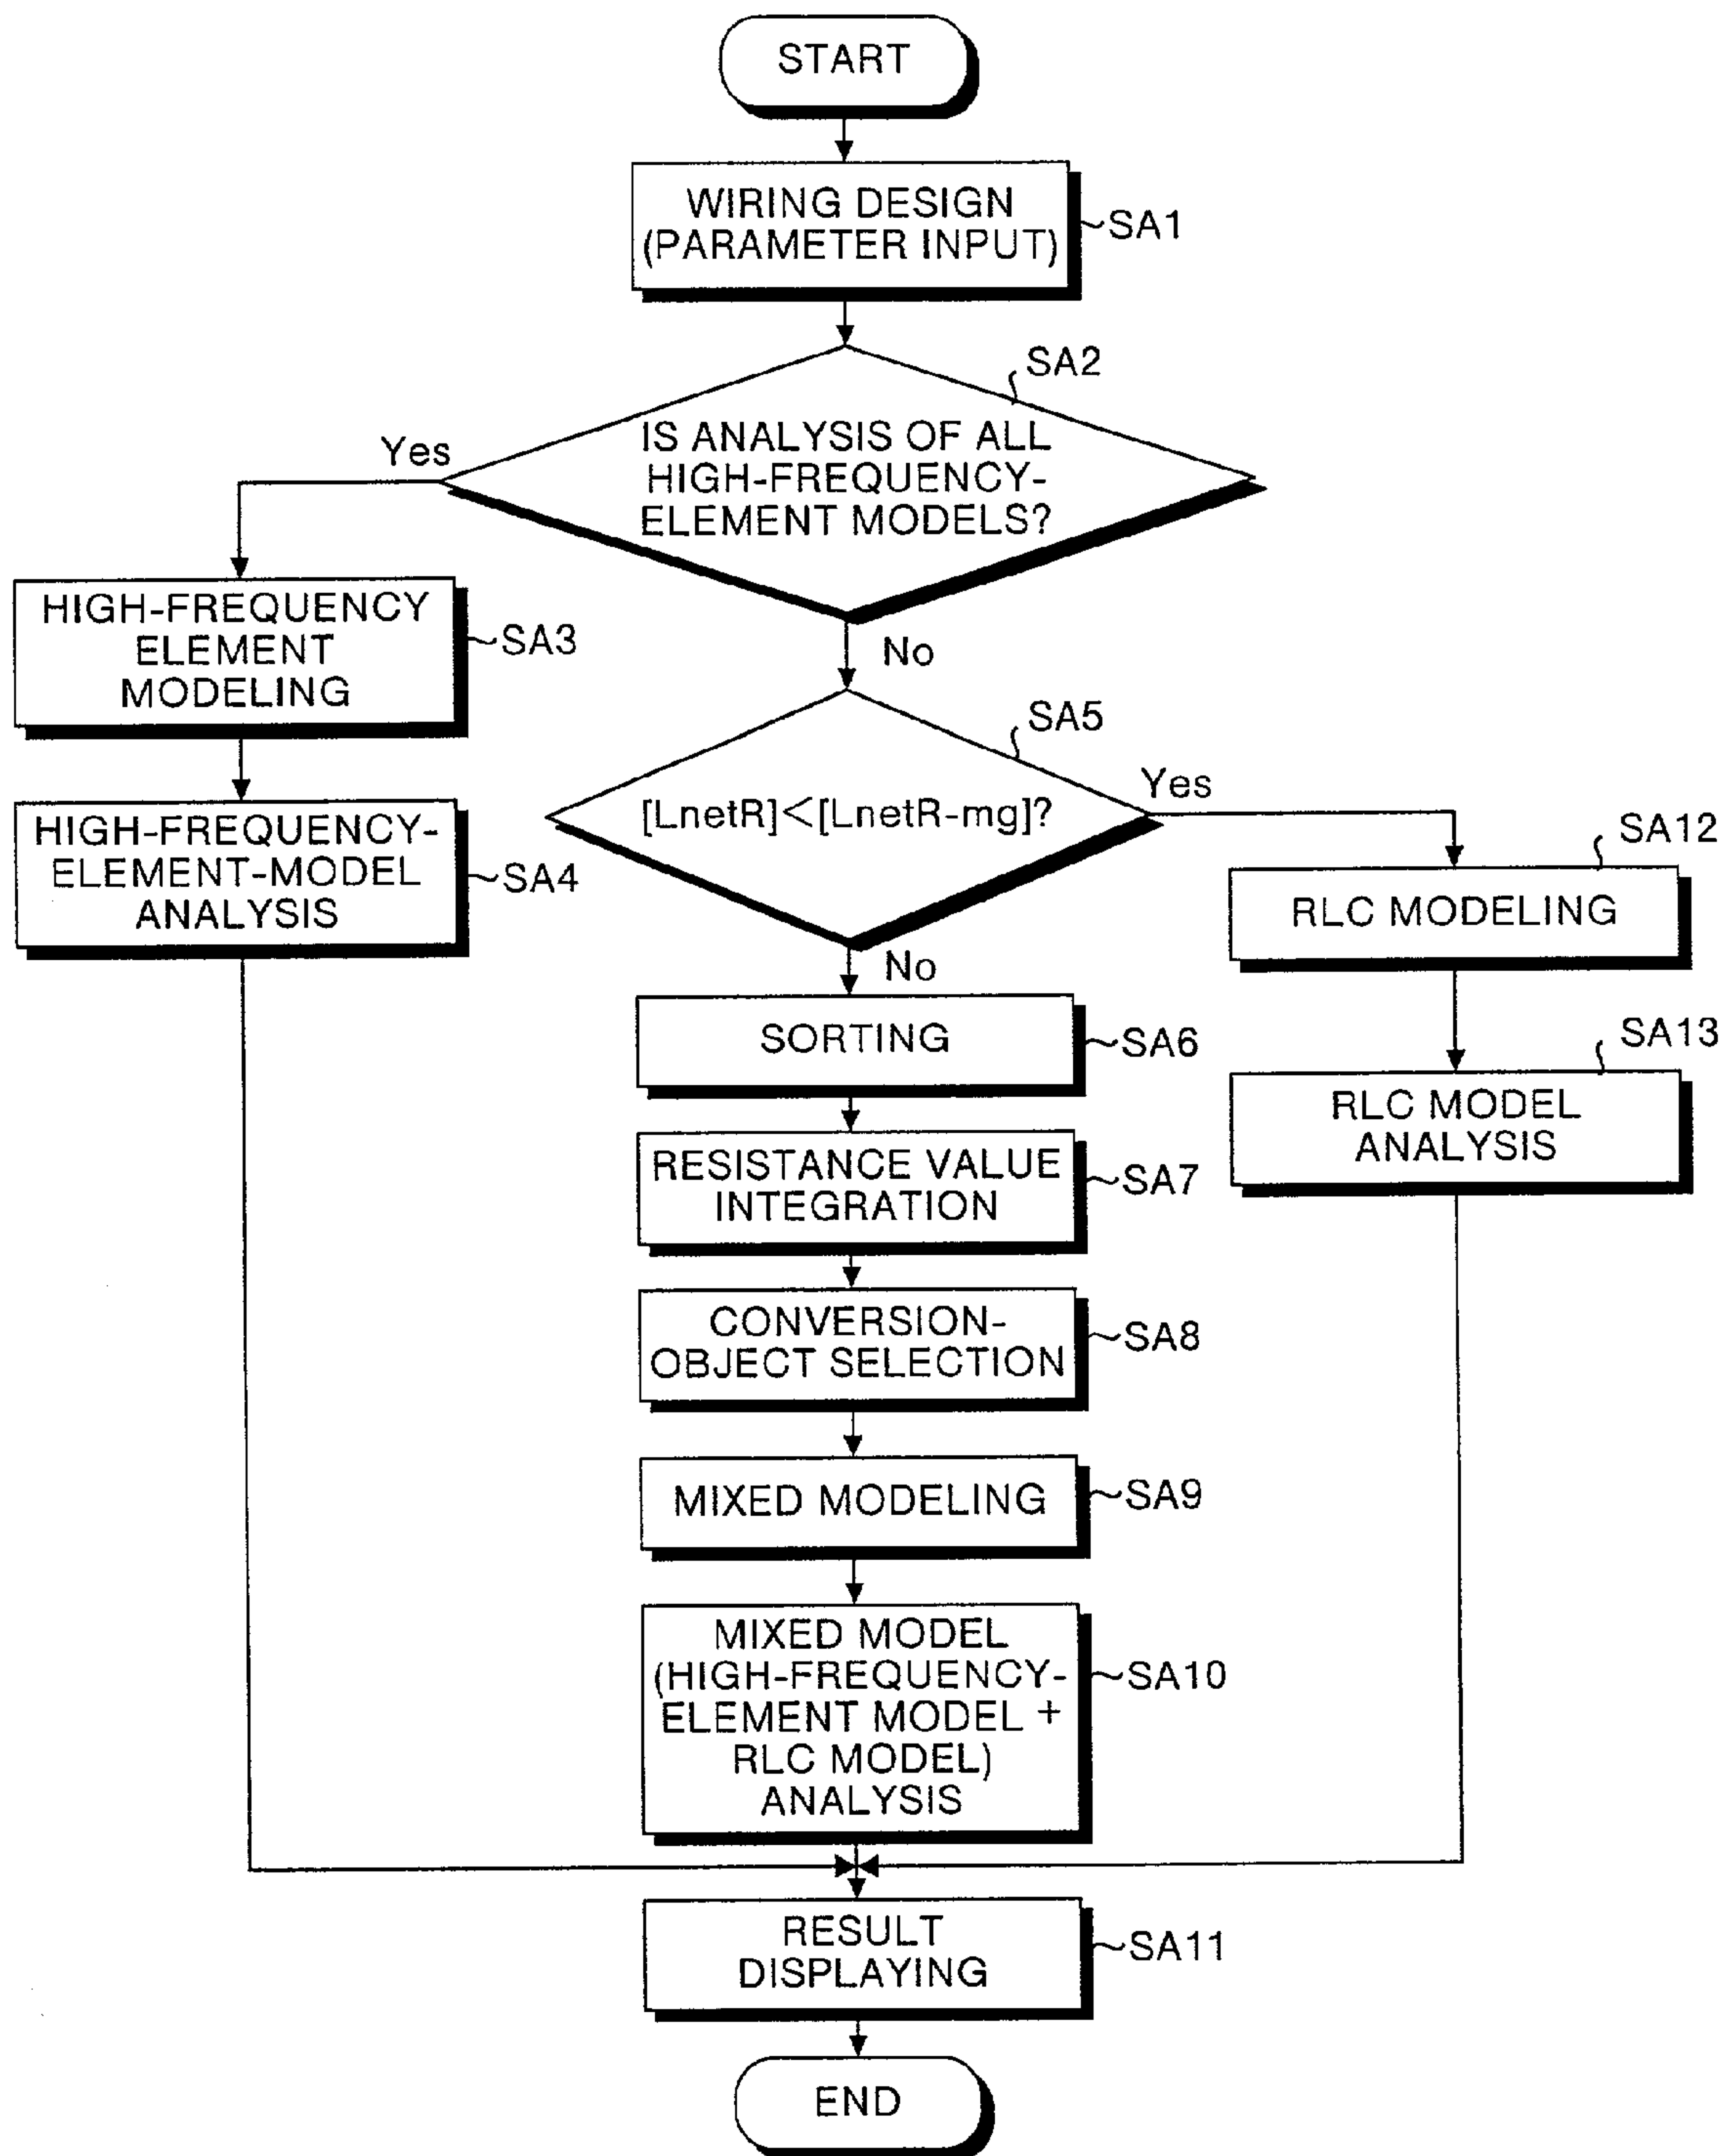 START
WIRING DESIGN
(PARAMETER INPUT)
SA1
SA2
IS ANALYSIS OF ALL
HIGH-FREQUENCY-
ELEMENT MODELS?
Yes
No
HIGH-FREQUENCY
ELEMENT
MODELING
SA3
HIGH-FREQUENCY-
ELEMENT-MODEL
ANALYSIS
SA4
SA5
[LnetR]<[LnetR-mg]?
Yes
No
SA12
RLC MODELING
SA13
RLC MODEL
ANALYSIS
SORTING
SA6
RESISTANCE VALUE
INTEGRATION
SA7
CONVERSION-
OBJECT SELECTION
SA8
MIXED MODELING
SA9
MIXED MODEL
(HIGH-FREQUENCY-
ELEMENT MODEL +
RLC MODEL)
ANALYSIS
SA10
RESULT
DISPLAYING
SA11
END